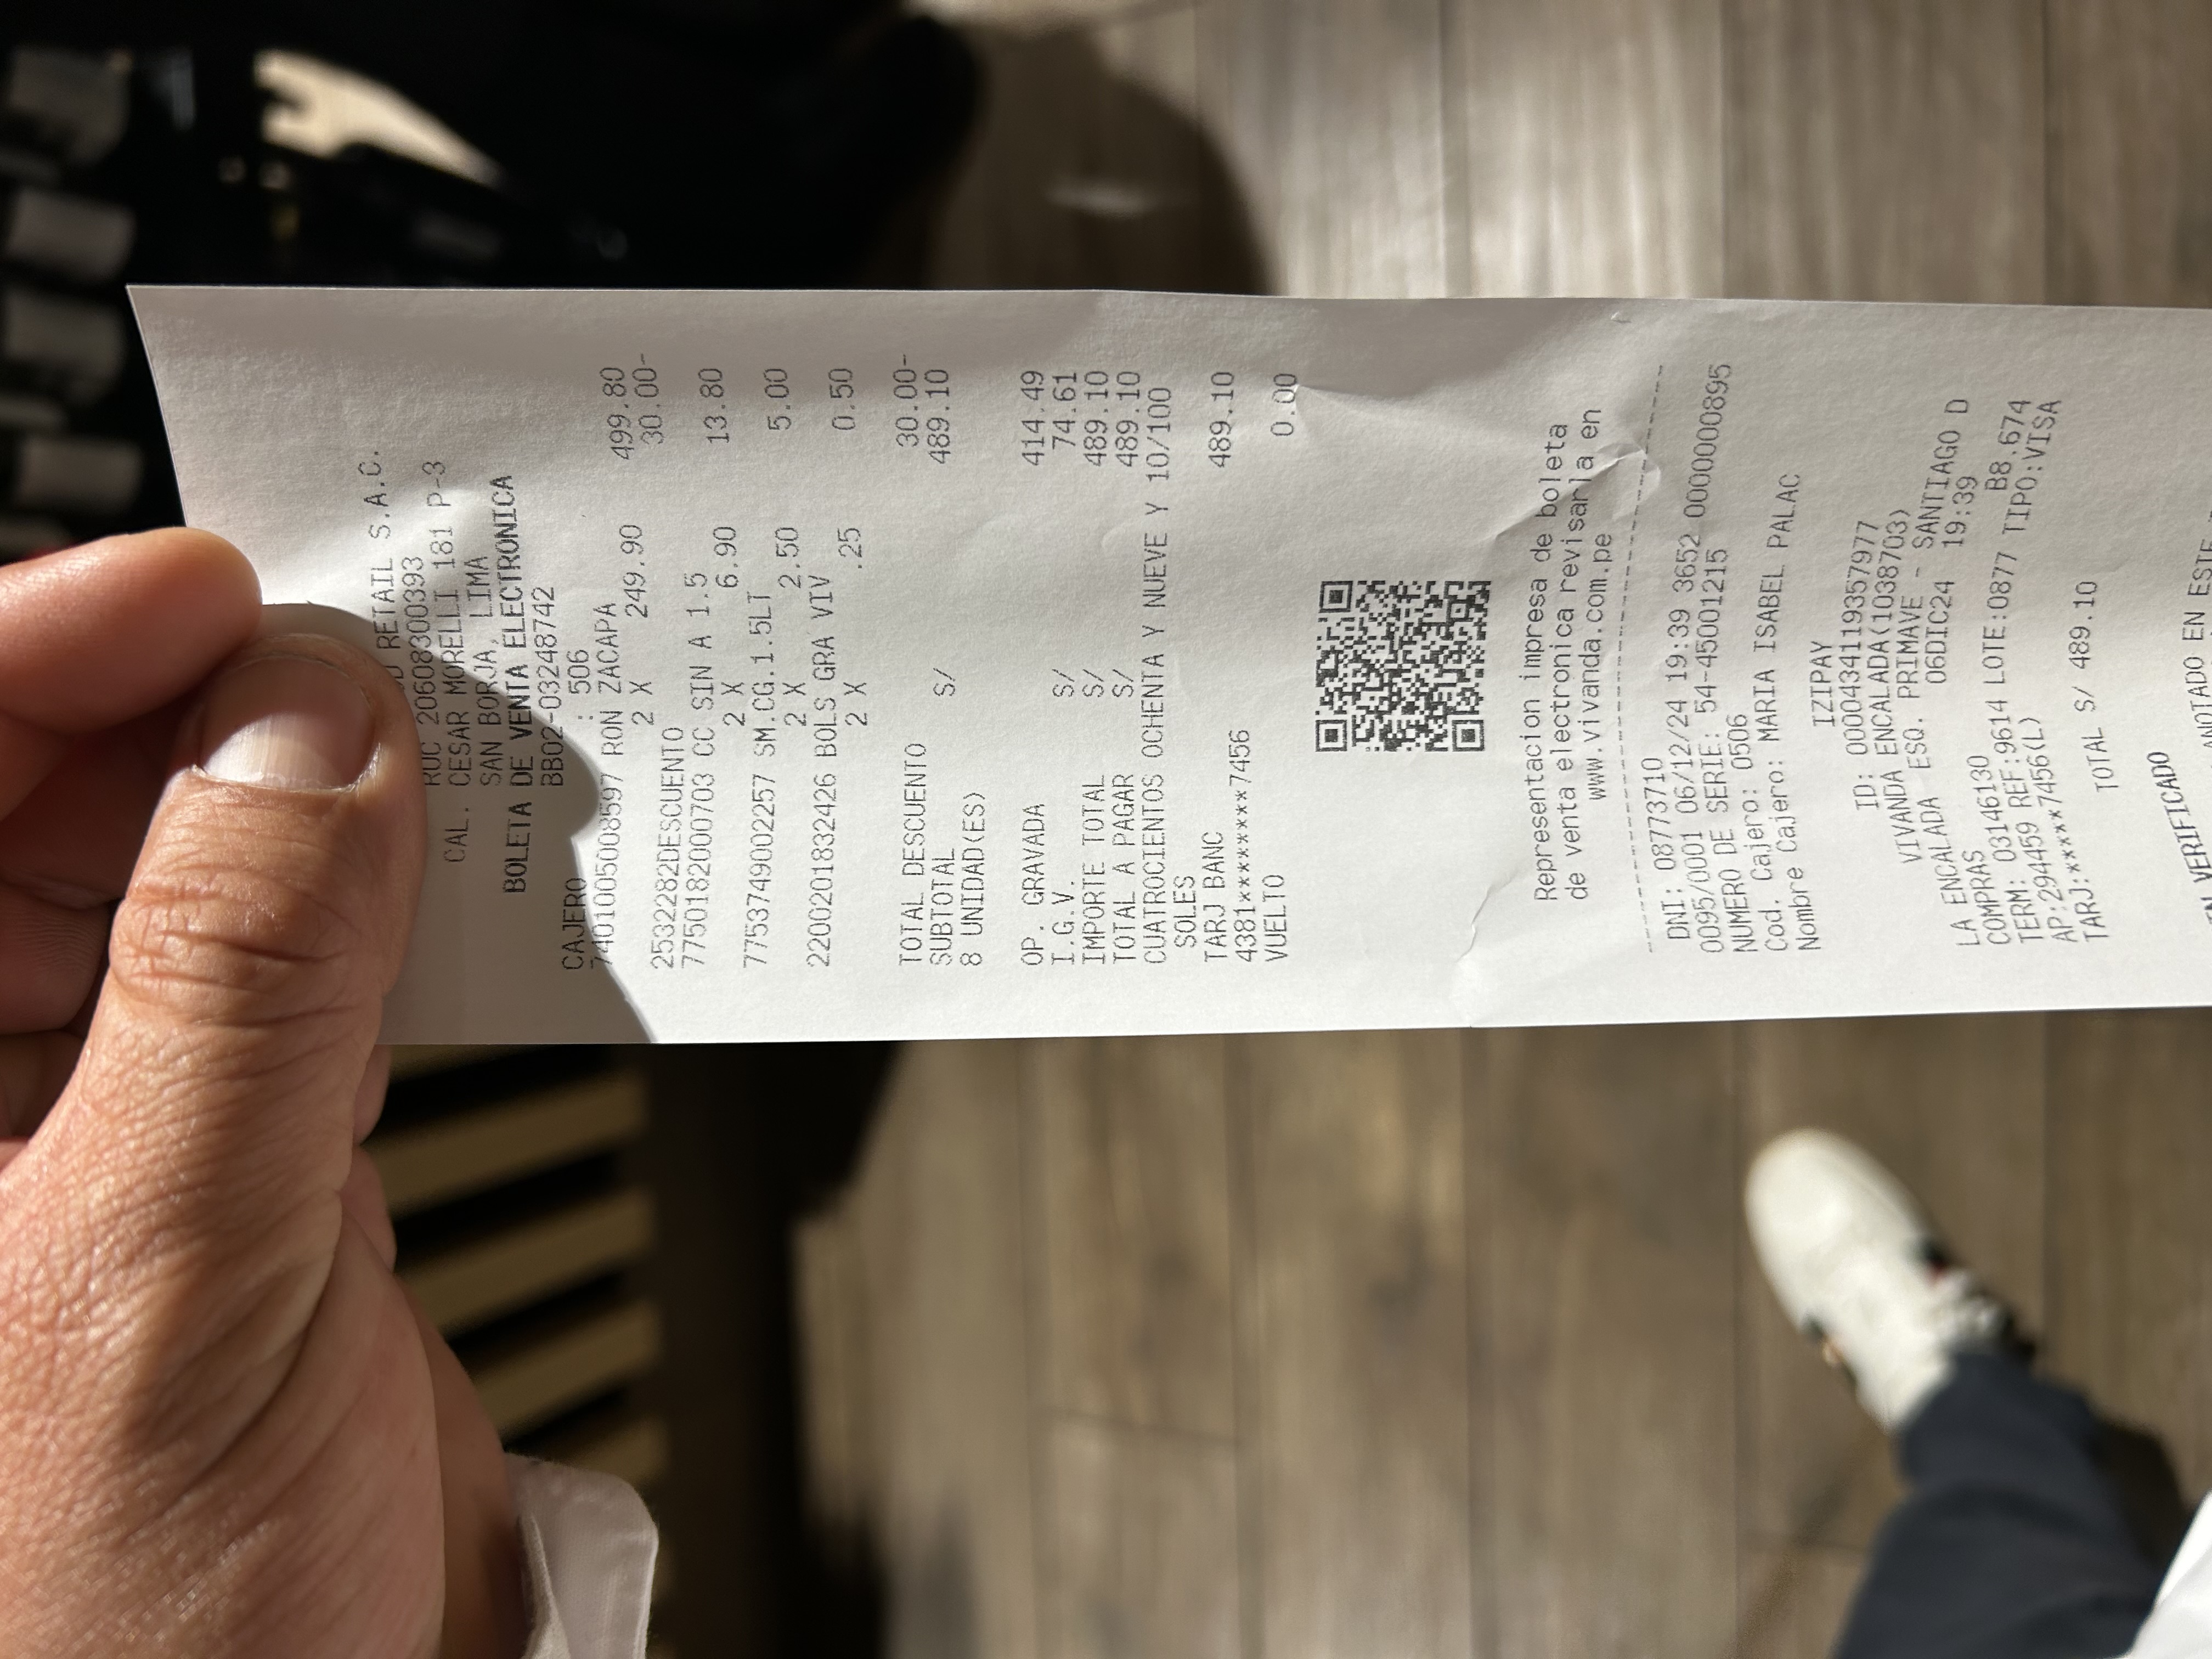 RETAIL S.A.C.
RUC 20608300393
CAL. CESAR MORELLI 181 P-3
SAN BORJA, LIMA
BOLETA DE VENTA ELECTRONICA
BB02-03248742
CAJERO : 506
7401005008597 RON ZACAPA
2 X 249.90 499.80
2532282DESCUENTO 30.00-
7750182000703 CC SIN A 1.5
2 X 6.90 13.80
7753749002257 SM.CG.1.5LT
2 X 2.50 5.00
2200201832426 BOLS GRA VIV
2 X .25 0.50
TOTAL DESCUENTO 30.00-
SUBTOTAL S/ 489.10
8 UNIDAD(ES)
OP. GRAVADA 414.49
I.G.V. S/ 74.61
IMPORTE TOTAL S/ 489.10
TOTAL A PAGAR S/ 489.10
CUATROCIENTOS OCHENTA Y NUEVE Y 10/100
SOLES
TARJ BANC 489.10
4381********7456
VUELTO 0.00
Representacion impresa de boleta
de venta electronica revisarla en
www.vivanda.com.pe
DNI: 08773710
0095/0001 06/12/24 19:39 3652 0000000895
NUMERO DE SERIE: 54-45001215
Cod. Cajero: 0506
Nombre Cajero: MARIA ISABEL PALAC
IZIPAY
ID: 0000434119357977
VIVANDA ENCALADA(1038703)
LA ENCALADA ESQ. PRIMAVE - SANTIAGO D
COMPRAS 06DIC24 19:39
TERM: 03146130 B8.674
AP:294459 REF:9614 LOTE:0877 TIPO:VISA
TARJ:*****7456(L)
TOTAL S/ 489.10
VERIFICADO
ANOTADO EN ESTE